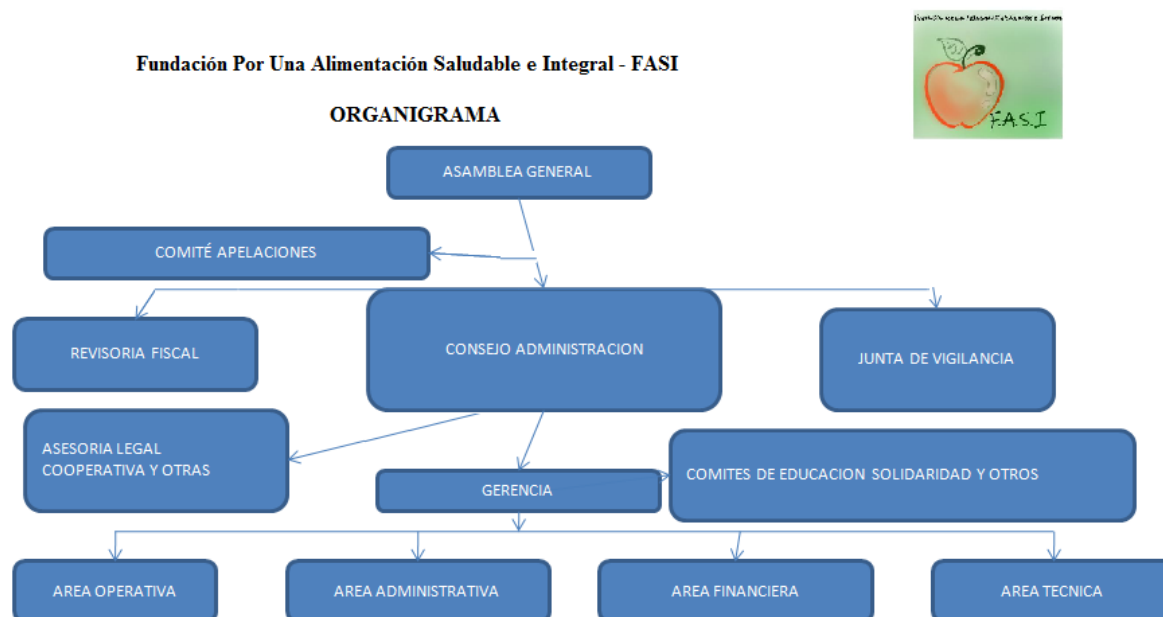 Fundación Por Una Alimentación Saludable e Integral - FASI
F.A.S.I
ORGANIGRAMA
ASAMBLEA GENERAL
COMITÉ APELACIONES
REVISORIA FISCAL
CONSEJO ADMINISTRACION
JUNTA DE VIGILANCIA
ASESORIA LEGAL
COOPERATIVA Y OTRAS
GERENCIA
COMITES DE EDUCACION SOLIDARIDAD Y OTROS
AREA OPERATIVA
AREA ADMINISTRATIVA
AREA FINANCIERA
AREA TECNICA